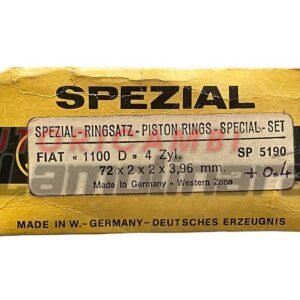 SPEZIAL
SPEZIAL-RINGSATZ-PISTON RINGS-SPECIAL-SET
FIAT « 1100 D » 4 Zyl. SP 5190
72 x 2 x 2 x 3,96 mm. + 0.4
Made in Germany - Western Zone
MADE IN W.-GERMANY-DEUTSCHES ERZEUGNIS